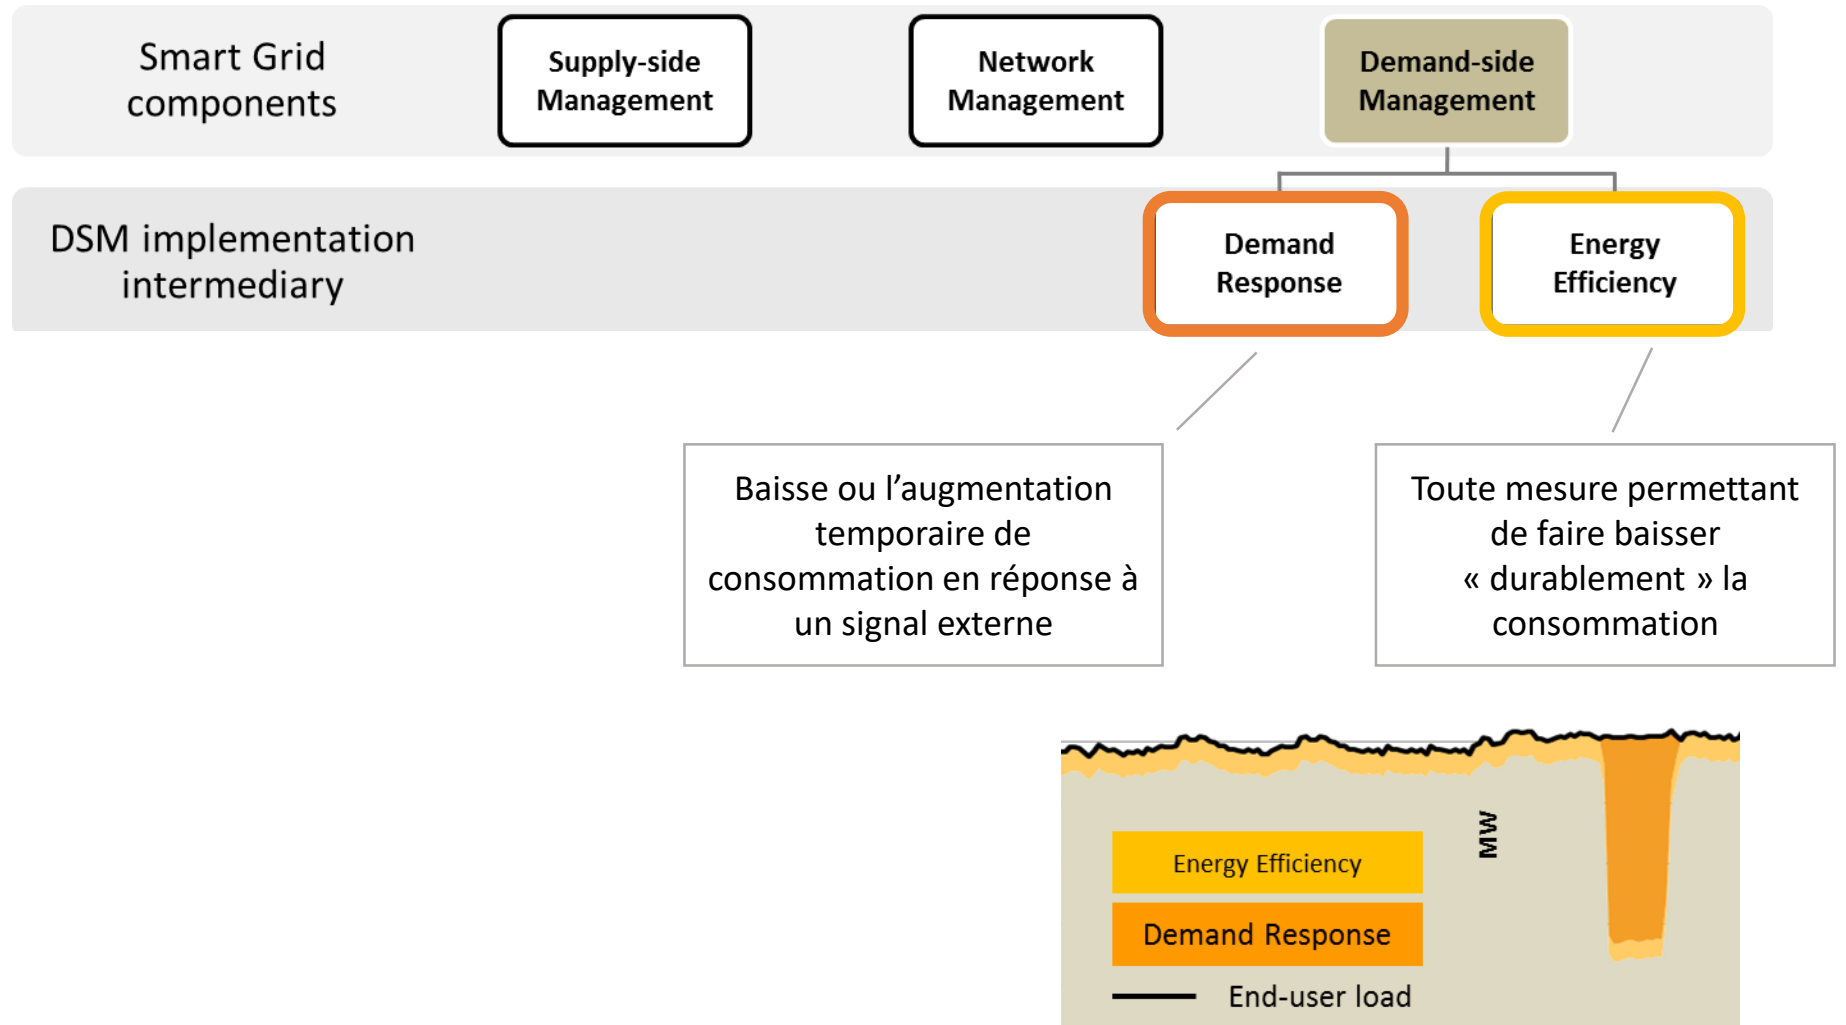 Smart Grid
components
Supply-side
Management
Network
Management
Demand-side
Management
DSM implementation
intermediary
Demand
Response
Energy
Efficiency
Baisse ou l’augmentation
temporaire de
consommation en réponse à
un signal externe
Toute mesure permettant
de faire baisser
« durablement » la
consommation
MW
Energy Efficiency
Demand Response
End-user load